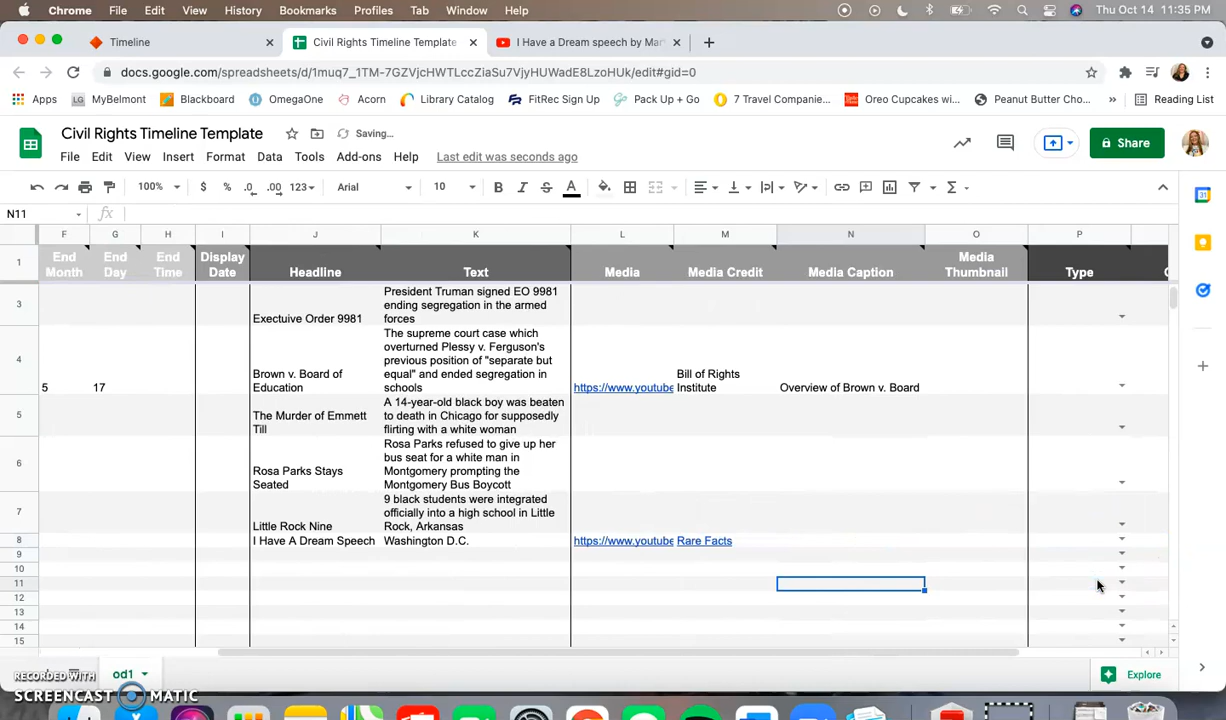 Chrome File Edit View History Bookmarks Profiles Tab Window Help Thu Oct 14 11:35 PM
Timeline × Civil Rights Timeline Template × I Have a Dream speech by Mar × +
docs.google.com/spreadsheets/d/1muq7_1TM-7GZVjcHWTLccZiaSu7VyjHUWadE8LzoHUk/edit#gid=0
Apps MyBelmont Blackboard OmegaOne Acorn Library Catalog FitRec Sign Up Pack Up + Go 7 Travel Companie... Oreo Cupcakes wi... Peanut Butter Cho... » Reading List
Civil Rights Timeline Template Saving...
File Edit View Insert Format Data Tools Add-ons Help Last edit was seconds ago
Share
100% $ % .0 .00 123 Arial 10 B I S A
N11 fx
F G H I J K L M N O P
1 End Month End Day End Time Display Date Headline Text Media Media Credit Media Caption Media Thumbnail Type
President Truman signed EO 9981
ending segregation in the armed
3 Exectuive Order 9981 forces
The supreme court case which
overturned Plessy v. Ferguson's
previous position of "separate but
Brown v. Board of equal" and ended segregation in Bill of Rights
4 5 17 Education schools https://www.youtube Institute Overview of Brown v. Board
A 14-year-old black boy was beaten
The Murder of Emmett to death in Chicago for supposedly
5 Till flirting with a white woman
Rosa Parks refused to give up her
bus seat for a white man in
Rosa Parks Stays Montgomery prompting the
6 Seated Montgomery Bus Boycott
9 black students were integrated
officially into a high school in Little
7 Little Rock Nine Rock, Arkansas
8 I Have A Dream Speech Washington D.C. https://www.youtube Rare Facts
9
10
11
12
13
14
15
od1 Explore
RECORDED WITH
SCREENCAST MATIC